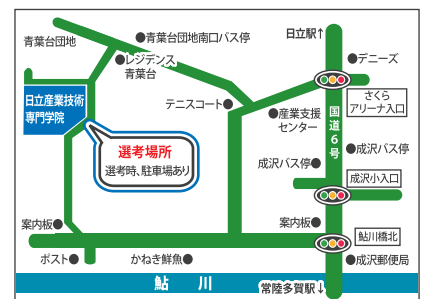 日立駅↑
青葉台団地
●青葉台団地南口バス停
●レジデンス
青葉台
●デニーズ
日立産業技術
専門学院
テニスコート●
さくら
アリーナ入口
●産業支援
センター
国道6号
選考場所
選考時、駐車場あり
●成沢バス停
成沢バス停●
成沢小入口
案内板●
案内板●
鮎川橋北
ポスト●
かねき鮮魚●
●成沢郵便局
鮎 川
常陸多賀駅↓